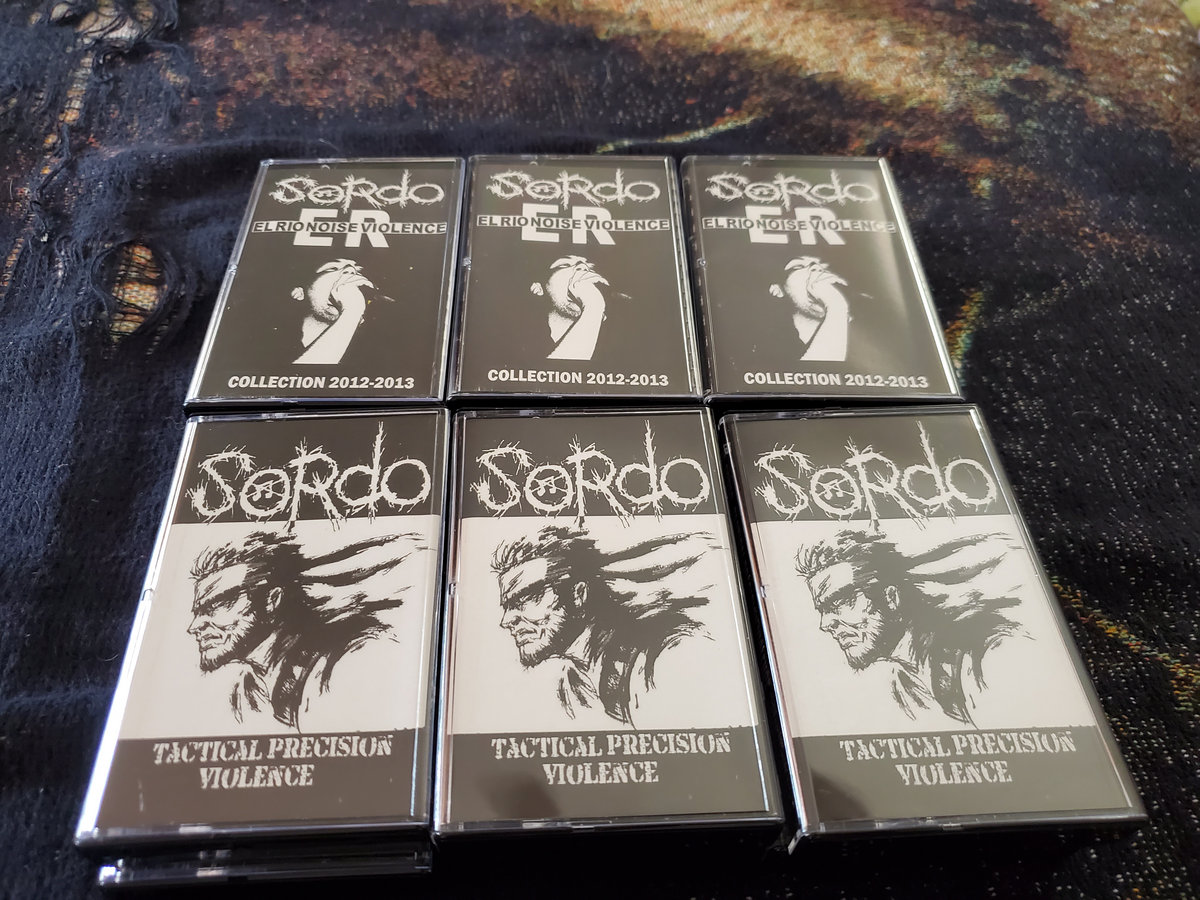 SORdo
ER
EL RIO NOISE VIOLENCE
COLLECTION 2012-2013
SORdo
ER
EL RIO NOISE VIOLENCE
COLLECTION 2012-2013
SORdo
ER
EL RIO NOISE VIOLENCE
COLLECTION 2012-2013
SORdo
TACTICAL PRECISION
VIOLENCE
SORdo
TACTICAL PRECISION
VIOLENCE
SORdo
TACTICAL PRECISION
VIOLENCE